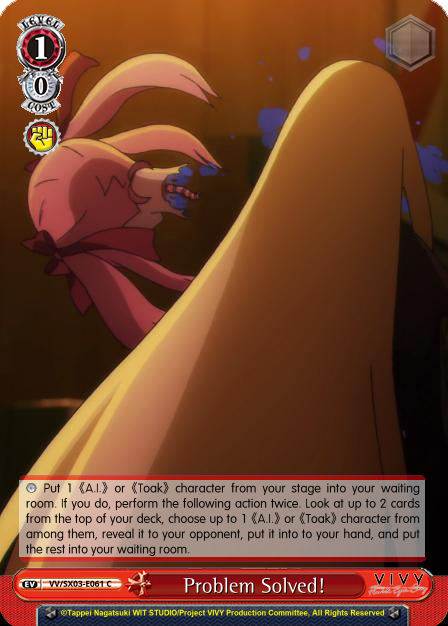 LEVEL
1
0
COST
Put 1 《A.I.》 or 《Toak》 character from your stage into your waiting
room. If you do, perform the following action twice. Look at up to 2 cards
from the top of your deck, choose up to 1 《A.I.》 or 《Toak》 character from
among them, reveal it to your opponent, put it into your hand, and put
the rest into your waiting room.
EV VV/SX03-E061 C Problem Solved! VIVY
©Tappei Nagatsuki WIT STUDIO/Project VIVY Production Committee, All Rights Reserved